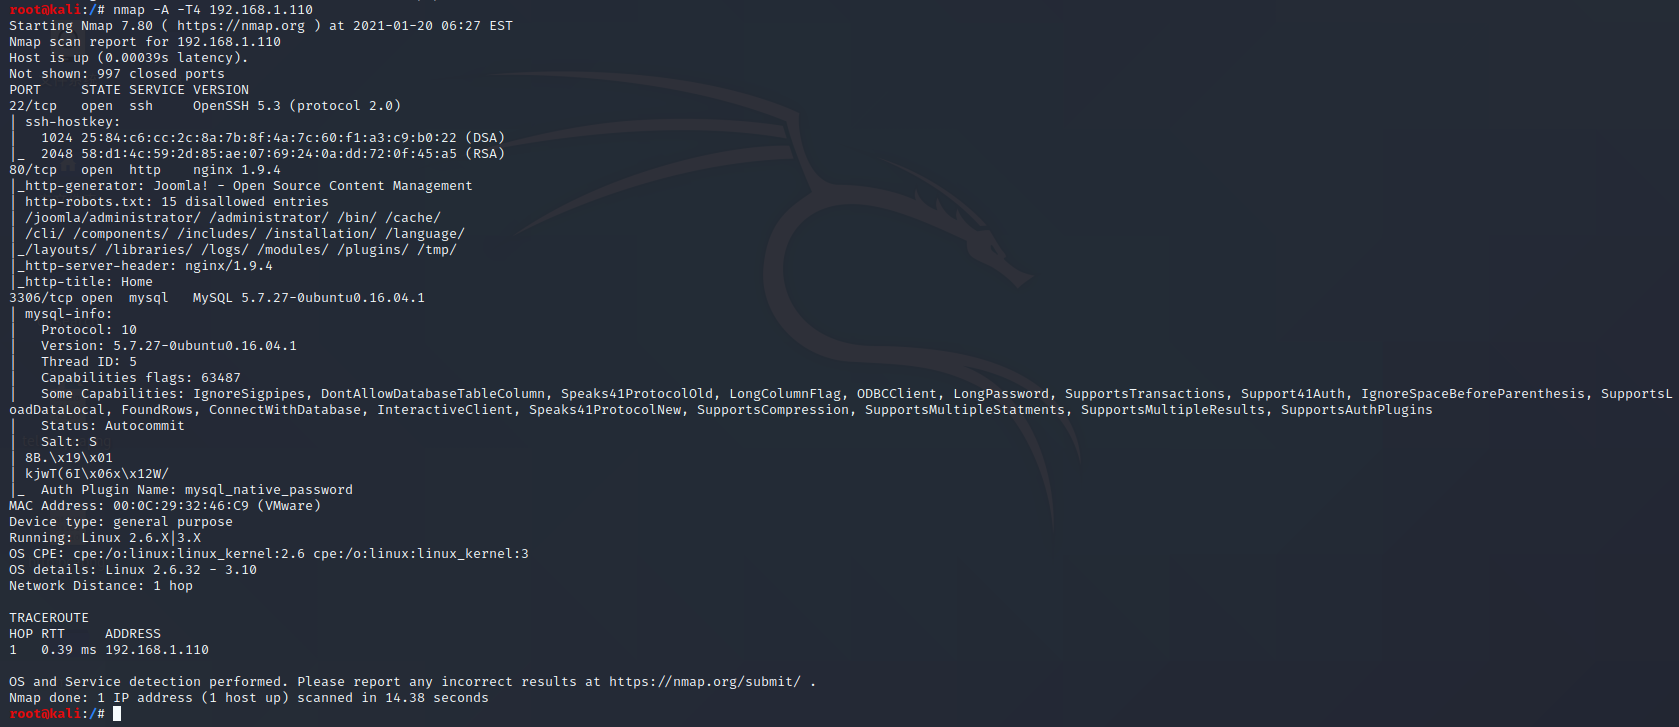 root@kali:/# nmap -A -T4 192.168.1.110
Starting Nmap 7.80 ( https://nmap.org ) at 2021-01-20 06:27 EST
Nmap scan report for 192.168.1.110
Host is up (0.00039s latency).
Not shown: 997 closed ports
PORT     STATE SERVICE VERSION
22/tcp   open  ssh     OpenSSH 5.3 (protocol 2.0)
| ssh-hostkey:
|   1024 25:84:c6:cc:2c:8a:7b:8f:4a:7c:60:f1:a3:c9:b0:22 (DSA)
|_  2048 58:d1:4c:59:2d:85:ae:07:69:24:0a:dd:72:0f:45:a5 (RSA)
80/tcp   open  http    nginx 1.9.4
|_http-generator: Joomla! - Open Source Content Management
| http-robots.txt: 15 disallowed entries
| /joomla/administrator/ /administrator/ /bin/ /cache/
| /cli/ /components/ /includes/ /installation/ /language/
|_/layouts/ /libraries/ /logs/ /modules/ /plugins/ /tmp/
|_http-server-header: nginx/1.9.4
|_http-title: Home
3306/tcp open  mysql   MySQL 5.7.27-0ubuntu0.16.04.1
| mysql-info:
|   Protocol: 10
|   Version: 5.7.27-0ubuntu0.16.04.1
|   Thread ID: 5
|   Capabilities flags: 63487
|   Some Capabilities: IgnoreSigpipes, DontAllowDatabaseTableColumn, Speaks41ProtocolOld, LongColumnFlag, ODBCClient, LongPassword, SupportsTransactions, Support41Auth, IgnoreSpaceBeforeParenthesis, SupportsL
oadDataLocal, FoundRows, ConnectWithDatabase, InteractiveClient, Speaks41ProtocolNew, SupportsCompression, SupportsMultipleStatments, SupportsMultipleResults, SupportsAuthPlugins
|   Status: Autocommit
|   Salt: S
| 8B.\x19\x01
| kjwT(6I\x06x\x12W/
|_  Auth Plugin Name: mysql_native_password
MAC Address: 00:0C:29:32:46:C9 (VMware)
Device type: general purpose
Running: Linux 2.6.X|3.X
OS CPE: cpe:/o:linux:linux_kernel:2.6 cpe:/o:linux:linux_kernel:3
OS details: Linux 2.6.32 - 3.10
Network Distance: 1 hop

TRACEROUTE
HOP RTT     ADDRESS
1   0.39 ms 192.168.1.110

OS and Service detection performed. Please report any incorrect results at https://nmap.org/submit/ .
Nmap done: 1 IP address (1 host up) scanned in 14.38 seconds
root@kali:/#